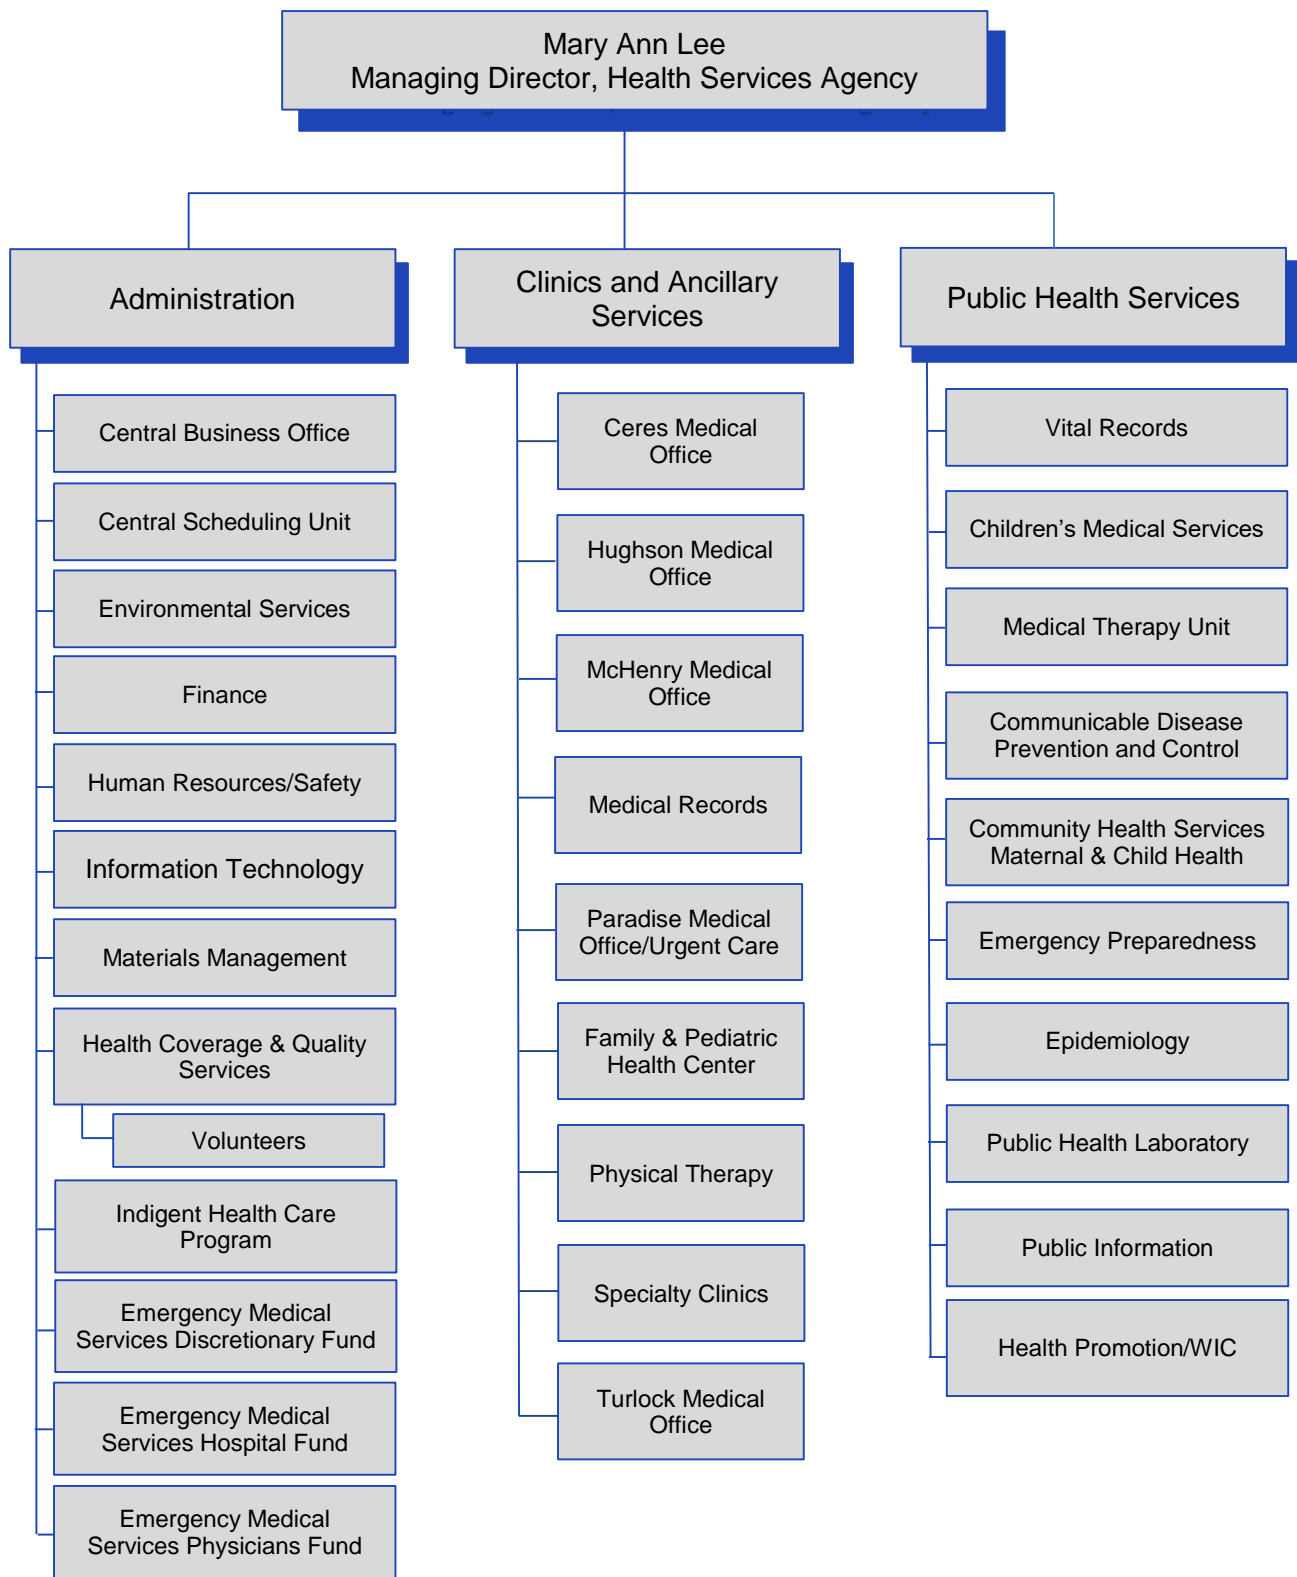 Mary Ann Lee
Managing Director, Health Services Agency
Administration
Central Business Office
Central Scheduling Unit
Environmental Services
Finance
Human Resources/Safety
Information Technology
Materials Management
Health Coverage & Quality
Services
Volunteers
Indigent Health Care
Program
Emergency Medical
Services Discretionary Fund
Emergency Medical
Services Hospital Fund
Emergency Medical
Services Physicians Fund
Clinics and Ancillary
Services
Ceres Medical
Office
Hughson Medical
Office
McHenry Medical
Office
Medical Records
Paradise Medical
Office/Urgent Care
Family & Pediatric
Health Center
Physical Therapy
Specialty Clinics
Turlock Medical
Office
Public Health Services
Vital Records
Children’s Medical Services
Medical Therapy Unit
Communicable Disease
Prevention and Control
Community Health Services
Maternal & Child Health
Emergency Preparedness
Epidemiology
Public Health Laboratory
Public Information
Health Promotion/WIC